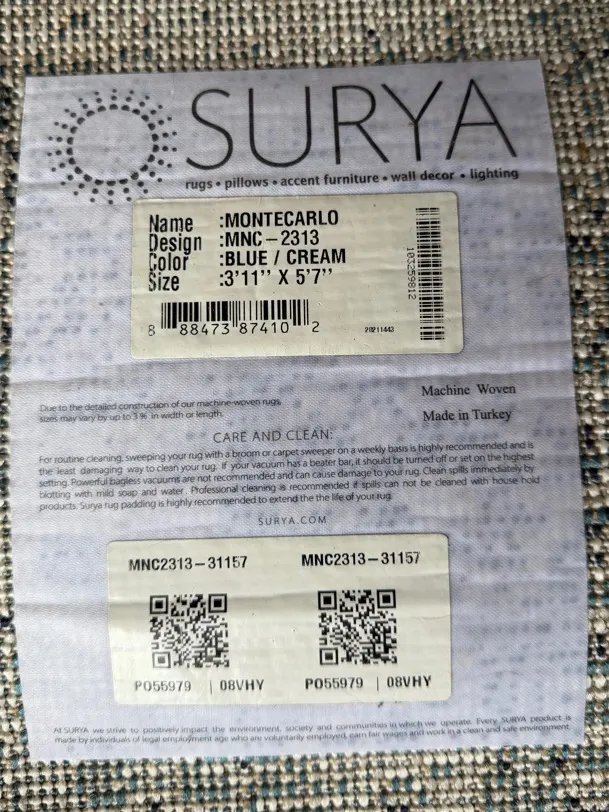 SURYA
rugs • pillows • accent furniture • wall decor • lighting
Name :MONTECARLO
Design :MNC-2313
Color :BLUE / CREAM
Size :3'11'' X 5'7''
103259812
8 88473 87410 2
20211443
Due to the detailed construction of our machine-woven rugs,
sizes may vary by up to 3 % in width or length.
Machine Woven
Made in Turkey
CARE AND CLEAN:
For routine cleaning, sweeping your rug with a broom or carpet sweeper on a weekly basis is highly recommended and is
the least damaging way to clean your rug. If your vacuum has a beater bar, it should be turned off or set on the highest
setting. Powerful bagless vacuums are not recommended and can cause damage to your rug. Clean spills immediately by
blotting with mild soap and water. Professional cleaning is recommended if spills can not be cleaned with house hold
products. Surya rug padding is highly recommended to extend the the life of your rug.
SURYA.COM
MNC2313-31157 MNC2313-31157
PO55979 | 08VHY PO55979 | 08VHY
At SURYA we strive to positively impact the environment, society and communities in which we operate. Every SURYA product is
made by individuals of legal employment age who are voluntarily employed, earn fair wages and work in a clean and safe environment.